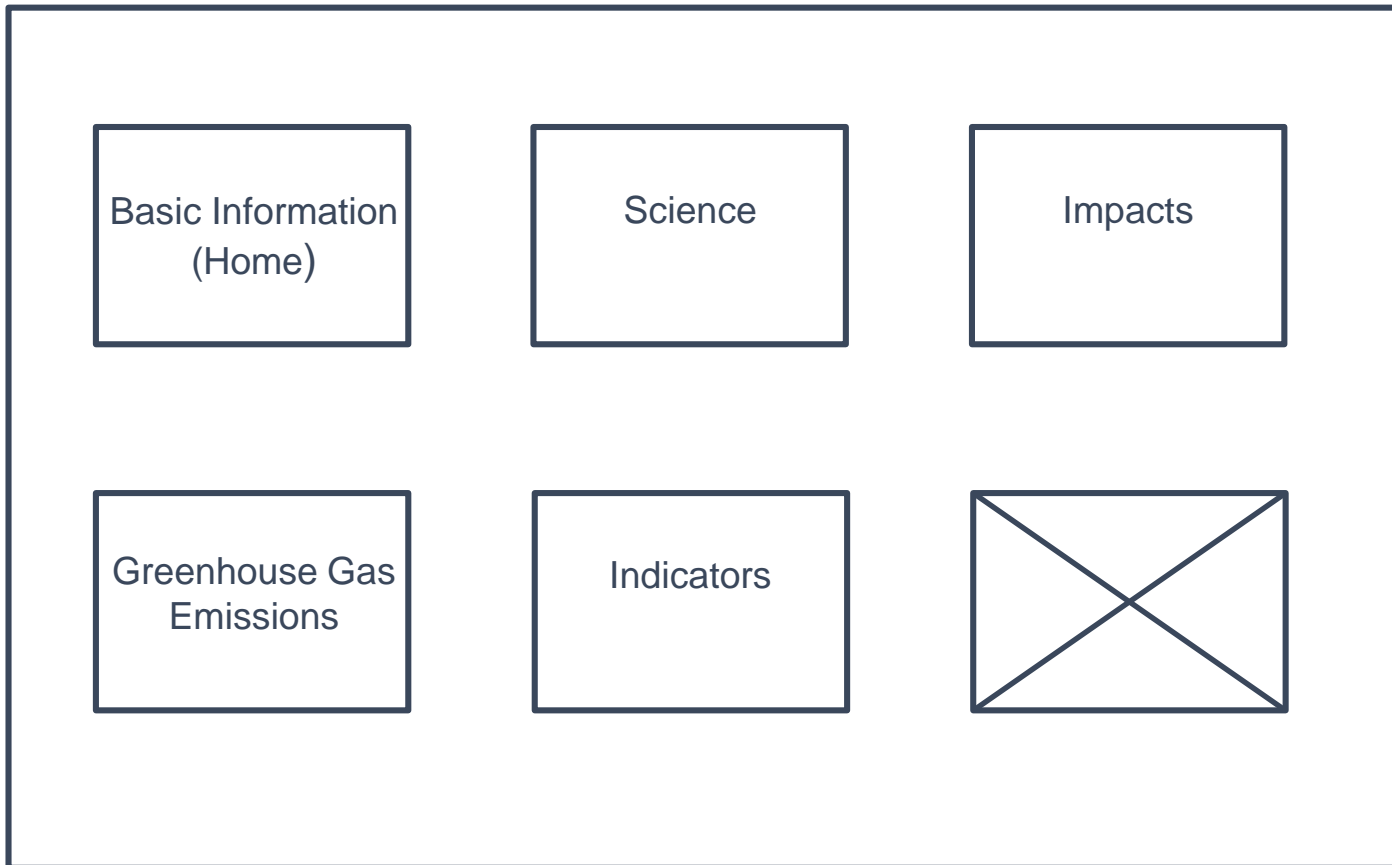 Basic Information
(Home)
Science
Impacts
Greenhouse Gas
Emissions
Indicators